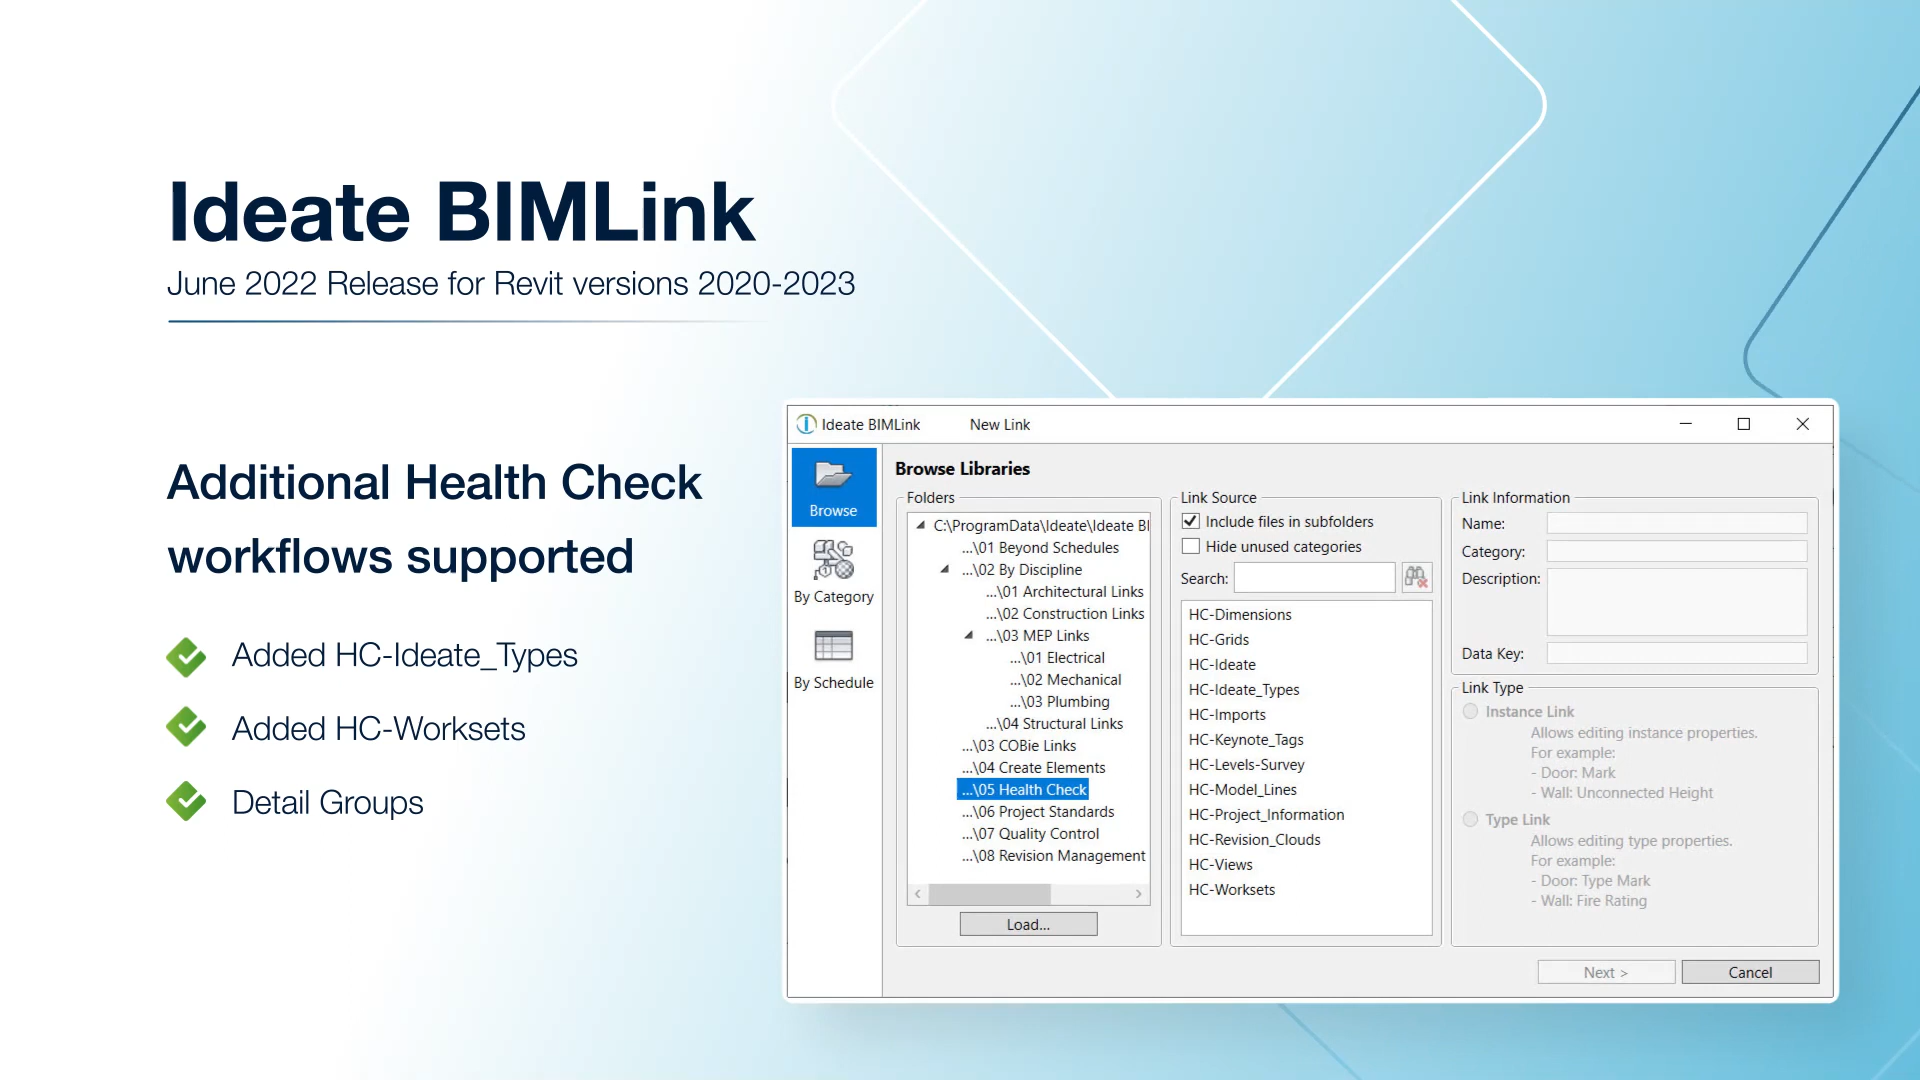 Ideate BIMLink
June 2022 Release for Revit versions 2020-2023
Additional Health Check
workflows supported
Added HC-Ideate_Types
Added HC-Worksets
Detail Groups
Ideate BIMLink New Link
Browse
By Category
By Schedule
Browse Libraries
Folders
C:\ProgramData\Ideate\Ideate BI
...\01 Beyond Schedules
...\02 By Discipline
...\01 Architectural Links
...\02 Construction Links
...\03 MEP Links
...\01 Electrical
...\02 Mechanical
...\03 Plumbing
...\04 Structural Links
...\03 COBie Links
...\04 Create Elements
...\05 Health Check
...\06 Project Standards
...\07 Quality Control
...\08 Revision Management
Load...
Link Source
Include files in subfolders
Hide unused categories
Search:
HC-Dimensions
HC-Grids
HC-Ideate
HC-Ideate_Types
HC-Imports
HC-Keynote_Tags
HC-Levels-Survey
HC-Model_Lines
HC-Project_Information
HC-Revision_Clouds
HC-Views
HC-Worksets
Link Information
Name:
Category:
Description:
Data Key:
Link Type
Instance Link
Allows editing instance properties.
For example:
- Door: Mark
- Wall: Unconnected Height
Type Link
Allows editing type properties.
For example:
- Door: Type Mark
- Wall: Fire Rating
Next >
Cancel